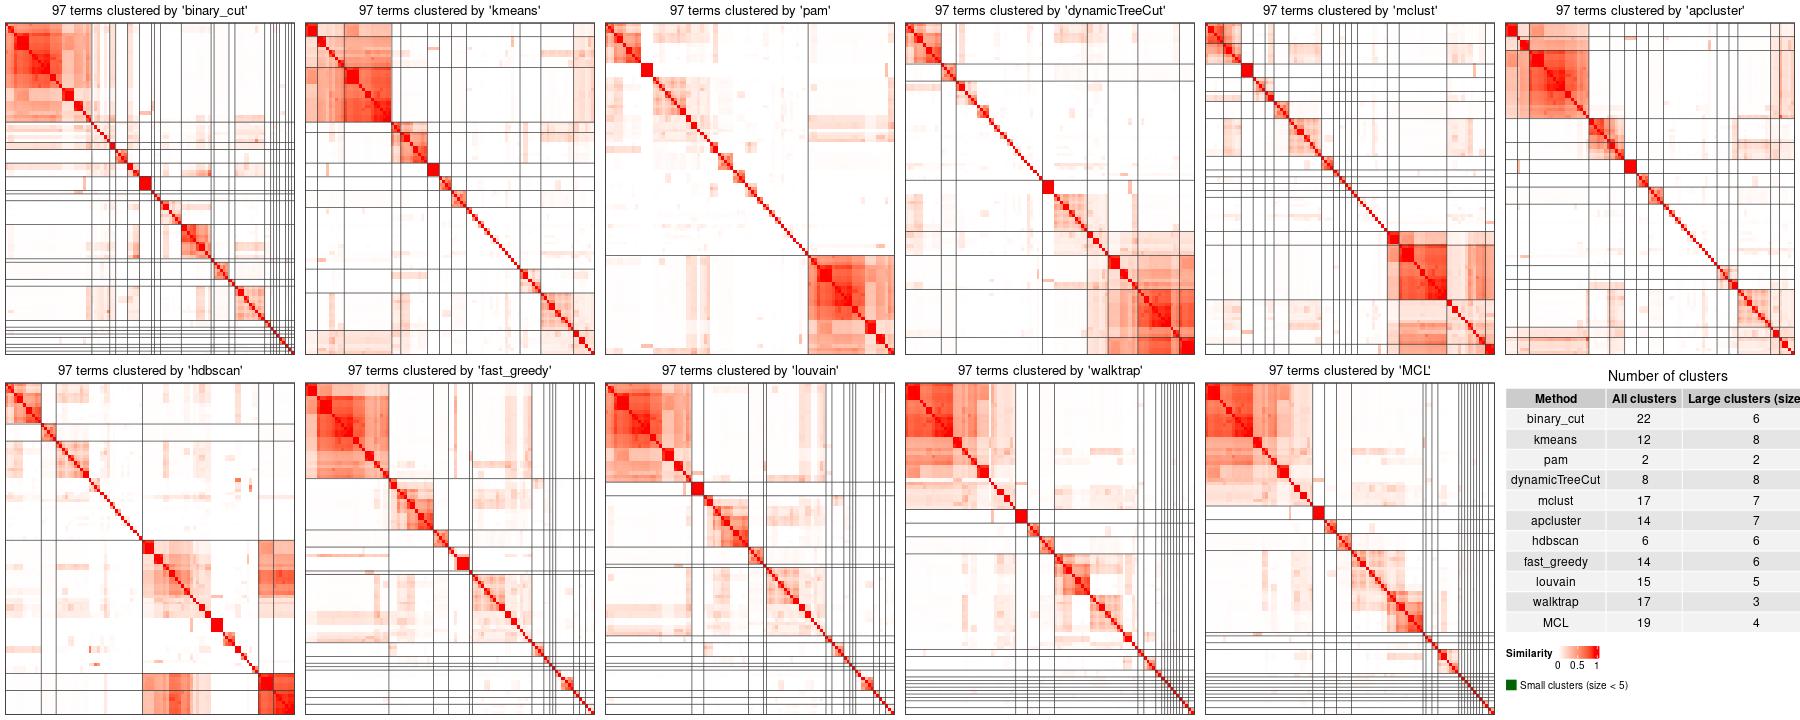 97 terms clustered by 'binary_cut'
97 terms clustered by 'kmeans'
97 terms clustered by 'pam'
97 terms clustered by 'dynamicTreeCut'
97 terms clustered by 'mclust'
97 terms clustered by 'apcluster'
97 terms clustered by 'hdbscan'
97 terms clustered by 'fast_greedy'
97 terms clustered by 'louvain'
97 terms clustered by 'walktrap'
97 terms clustered by 'MCL'
Number of clusters
Method All clusters Large clusters (size
binary_cut 22 6
kmeans 12 8
pam 2 2
dynamicTreeCut 8 8
mclust 17 7
apcluster 14 7
hdbscan 6 6
fast_greedy 14 6
louvain 15 5
walktrap 17 3
MCL 19 4
Similarity
0 0.5 1
Small clusters (size < 5)